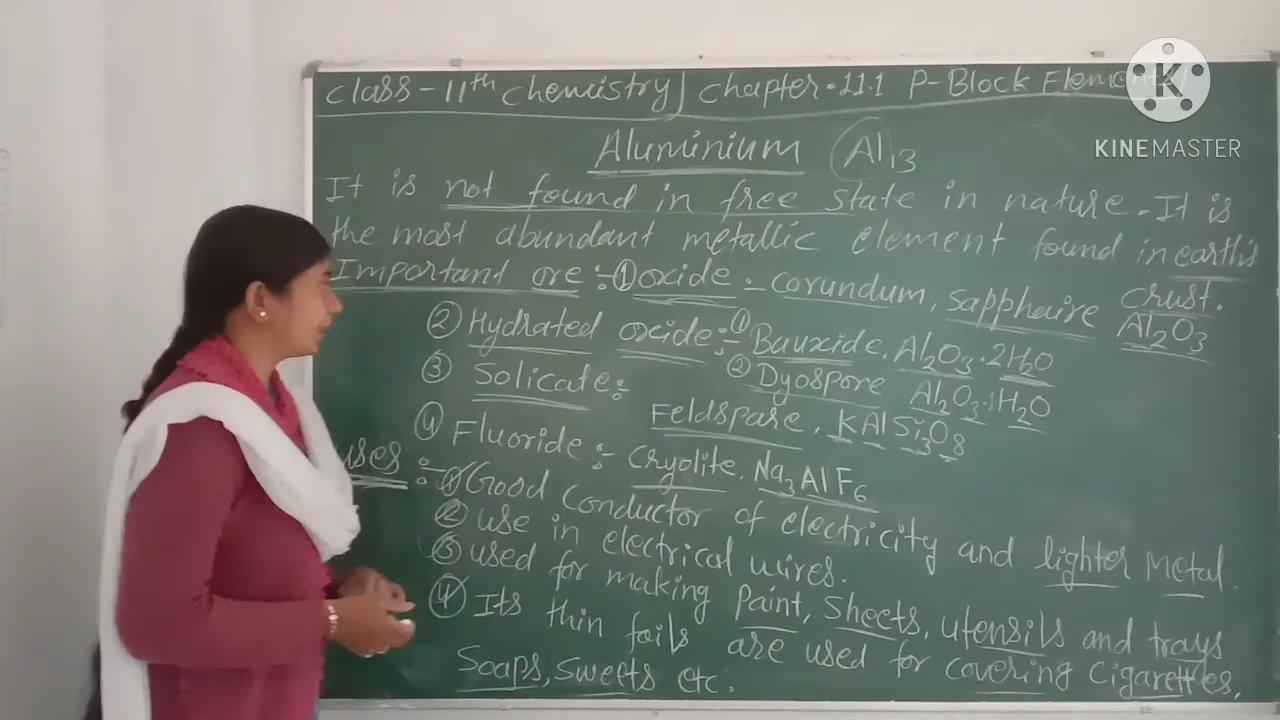 Class - 11th chemistry chapter - 11.1 P-Block Elements
K
KINEMASTER
Aluminium Al13
It is not found in free state in nature. It is
the most abundant metallic element found in earth's
crust.
Important ore :- ① oxide - corundum, sapphaire Al2O3
② Hydrated oxide :- ① Bauxide, Al2O3.2H2O
② Dyospore Al2O3.1H2O
③ Solicate :-
Feldspare, KAlSi3O8
④ Fluoride :- Cryolite. Na3AlF6
uses :- ① Good conductor of electricity and lighter metal.
② use in electrical wires.
③ used for making paint, sheets, utensils and trays
④ Its thin foils are used for covering cigarettes,
Soaps, sweets etc.